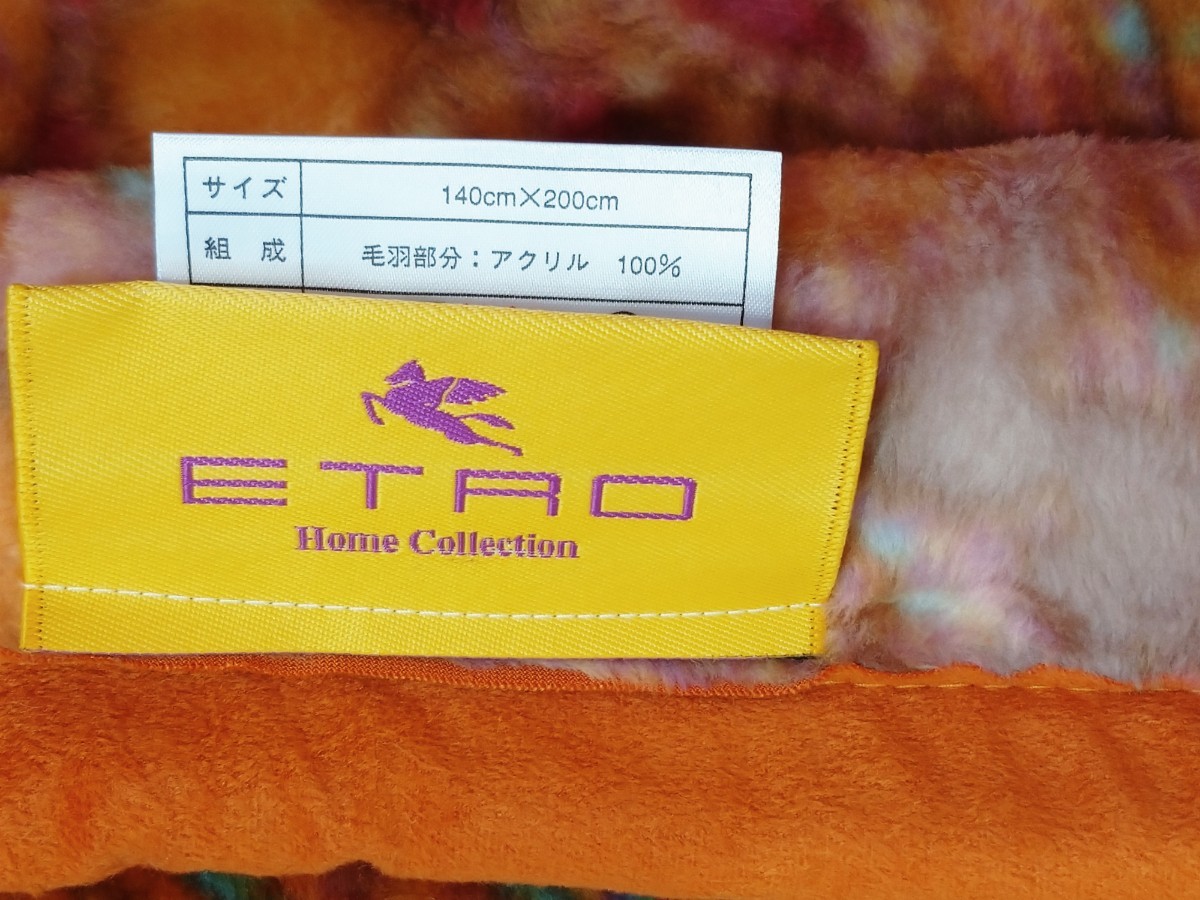 サイズ 140cm×200cm
組 成 毛羽部分：アクリル 100%
ETRO
Home Collection